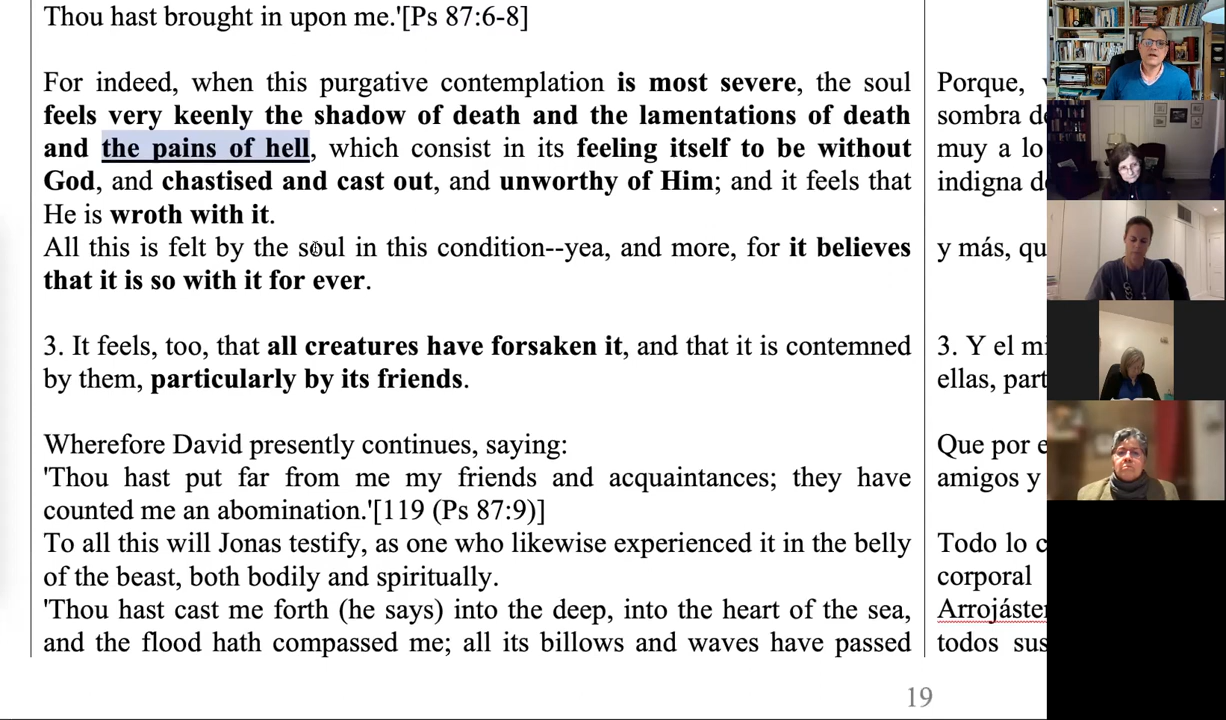 Thou hast brought in upon me.'[Ps 87:6-8]
For indeed, when this purgative contemplation is most severe, the soul
feels very keenly the shadow of death and the lamentations of death
and the pains of hell, which consist in its feeling itself to be without
God, and chastised and cast out, and unworthy of Him; and it feels that
He is wroth with it.
All this is felt by the soul in this condition--yea, and more, for it believes
that it is so with it for ever.
3. It feels, too, that all creatures have forsaken it, and that it is contemned
by them, particularly by its friends.
Wherefore David presently continues, saying:
'Thou hast put far from me my friends and acquaintances; they have
counted me an abomination.'[119 (Ps 87:9)]
To all this will Jonas testify, as one who likewise experienced it in the belly
of the beast, both bodily and spiritually.
'Thou hast cast me forth (he says) into the deep, into the heart of the sea,
and the flood hath compassed me; all its billows and waves have passed
Porque,
sombra d
muy a lo
indigna d
y más, qu
3. Y el m
ellas, part
Que por e
amigos y
Todo lo c
corporal
Arrojáste
todos sus
19